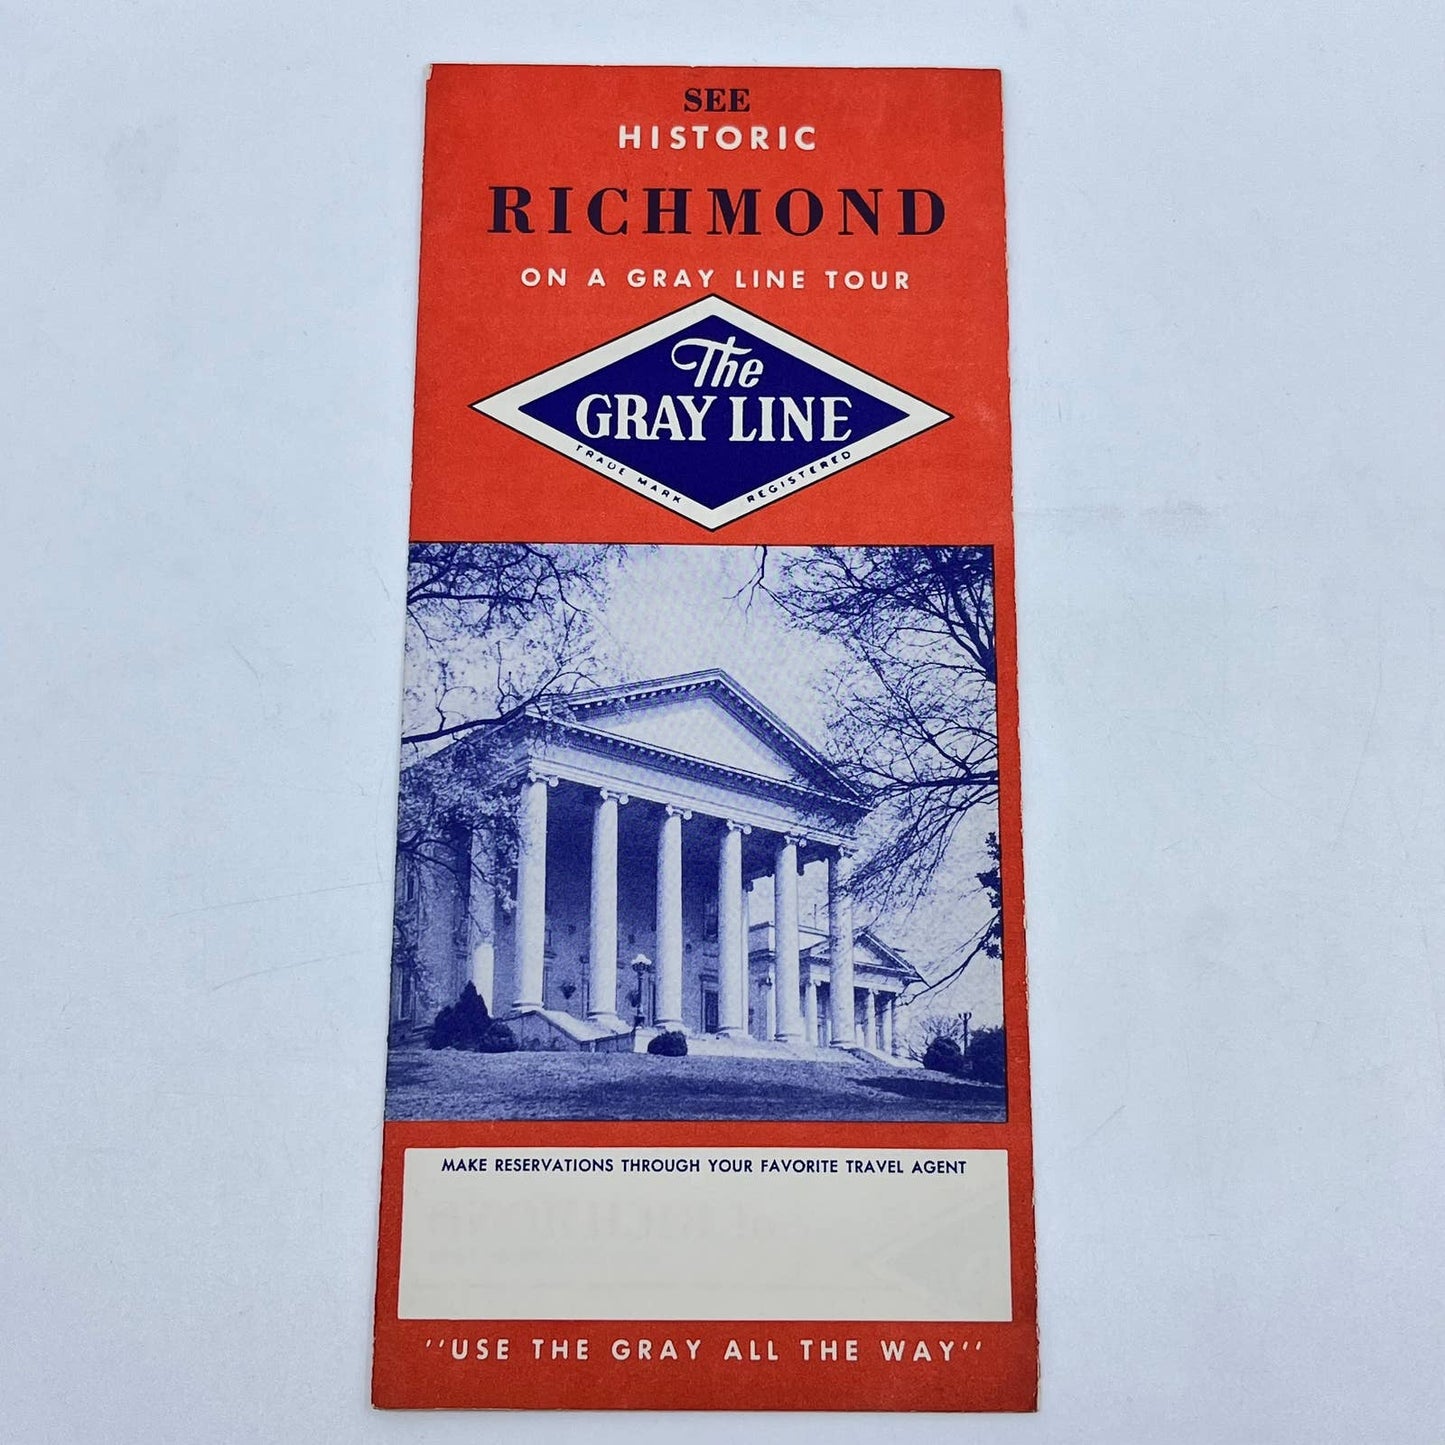 SEE
HISTORIC
RICHMOND
ON A GRAY LINE TOUR
The
GRAY LINE
TRADE MARK REGISTERED
MAKE RESERVATIONS THROUGH YOUR FAVORITE TRAVEL AGENT
"USE THE GRAY ALL THE WAY"